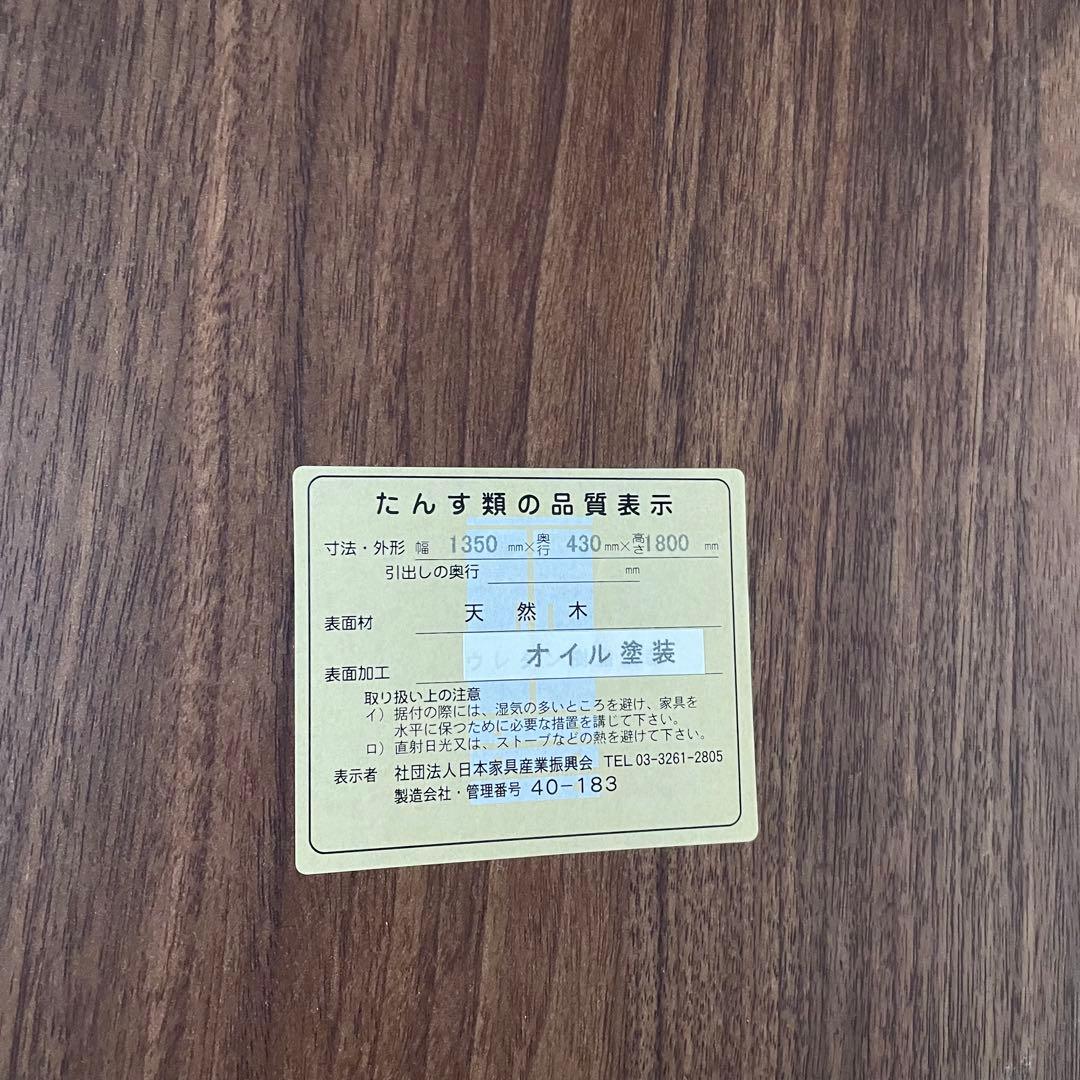 たんす類の品質表示
寸法・外形 幅 1350 mm×奥行 430mm×高さ1800 mm
引出しの奥行 mm
表面材 天然木
表面加工 オイル塗装
取り扱い上の注意
イ）据付の際には、湿気の多いところを避け、家具を
水平に保つために必要な措置を講じて下さい。
ロ）直射日光又は、ストーブなどの熱を避けて下さい。
表示者 社団法人日本家具産業振興会 TEL 03-3261-2805
製造会社・管理番号 40-183